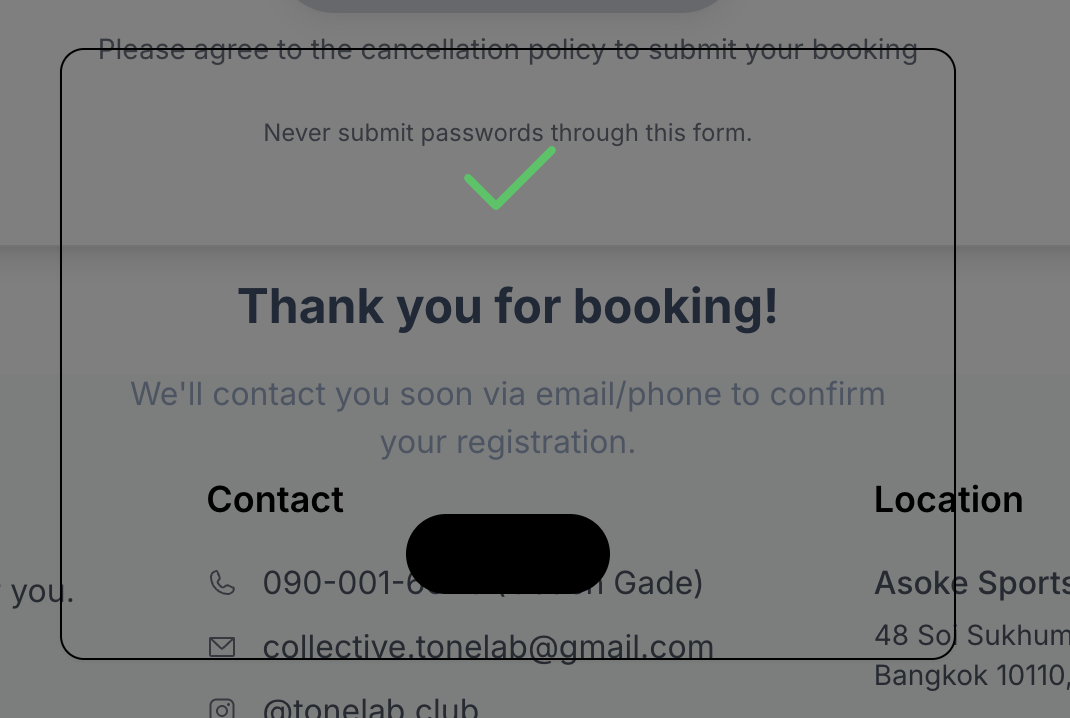 Please agree to the cancellation policy to submit your booking
Never submit passwords through this form.
Thank you for booking!
We'll contact you soon via email/phone to confirm
your registration.
Contact
090-001-6 Gade)
collective.tonelab@gmail.com
@tonelab.club
you.
Location
Asoke Sports
48 Soi Sukhum
Bangkok 10110,